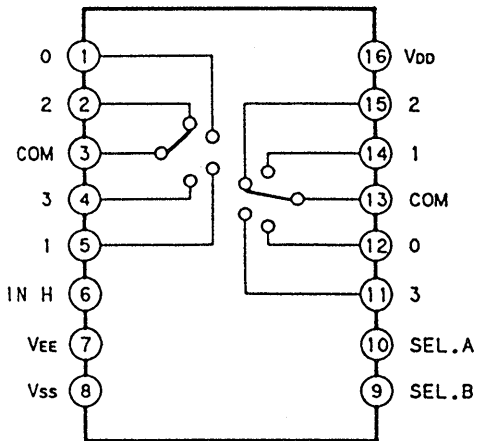 0 1 16 VDD
2 2 15 2
COM 3 14 1
3 4 13 COM
1 5 12 0
IN H 6 11 3
VEE 7 10 SEL.A
Vss 8 9 SEL.B